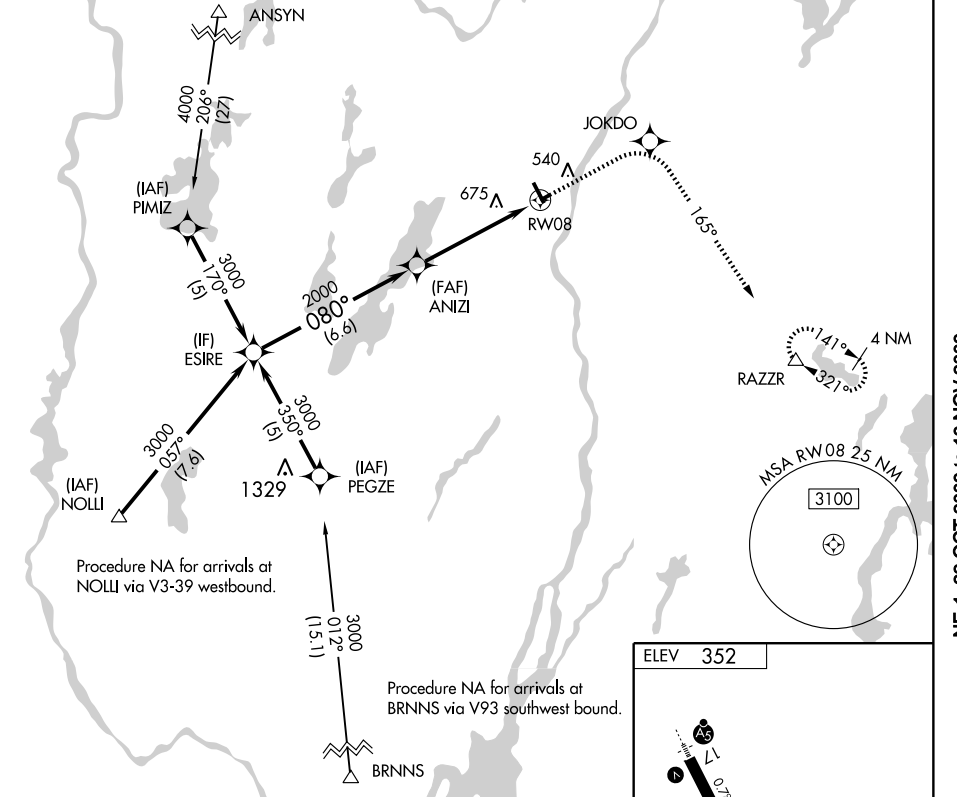 ANSYN
4000
206°
(27)
JOKDO
540
(IAF)
PIMIZ
675
RW08
165°
3000
170°
(5)
2000
080°
(6.6)
(FAF)
ANIZI
(IF)
ESIRE
141°
4 NM
RAZZR
321°
3000
350°
(5)
3000
057°
(7.6)
MSA RW08 25 NM
3100
(IAF)
NOLLI
1329
(IAF)
PEGZE
Procedure NA for arrivals at
NOLLI via V3-39 westbound.
3000
012°
(15.1)
ELEV 352
Procedure NA for arrivals at
BRNNS via V93 southwest bound.
A5
17
V
BRNNS